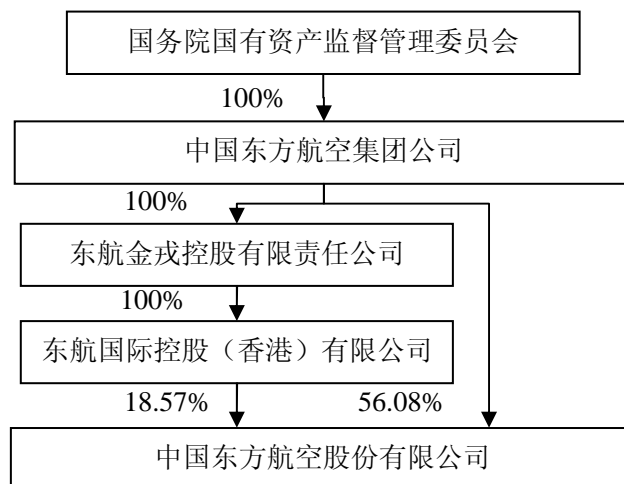 国务院国有资产监督管理委员会
100%
中国东方航空集团公司
100%
东航金戎控股有限责任公司
100%
东航国际控股（香港）有限公司
18.57% 56.08%
中国东方航空股份有限公司